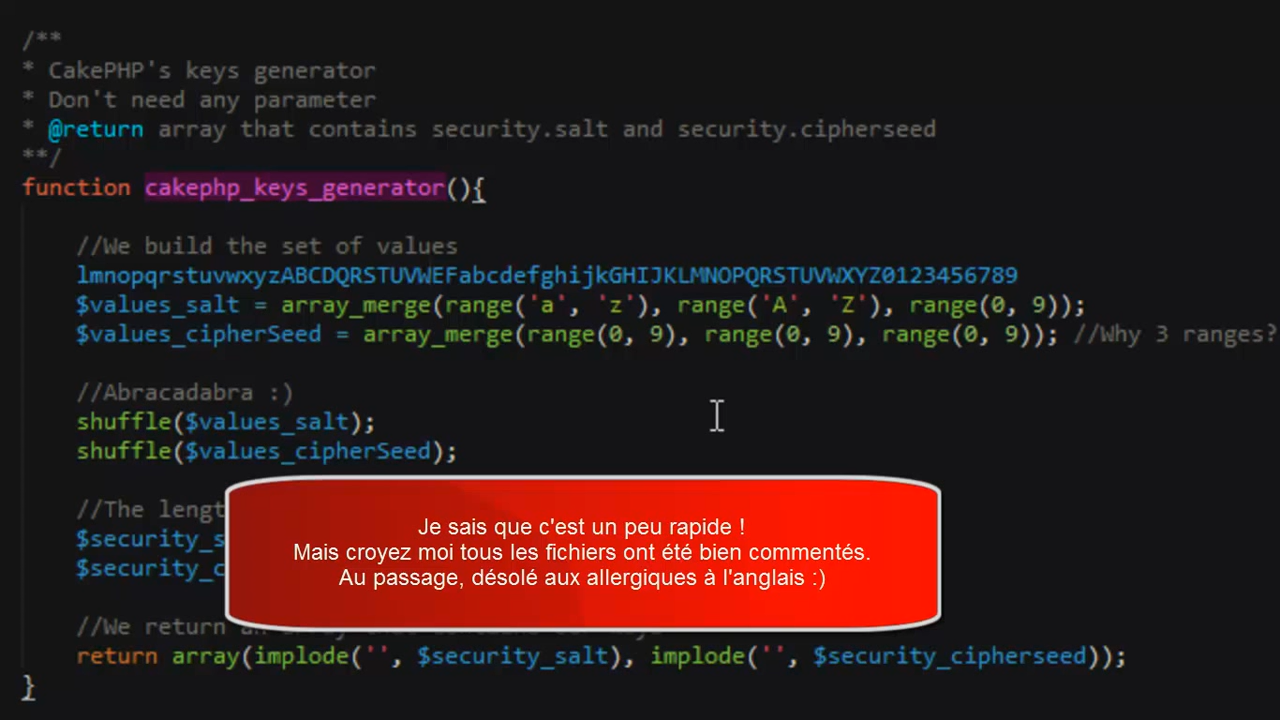 /**
* CakePHP's keys generator
* Don't need any parameter
* @return array that contains security.salt and security.cipherseed
**/
function cakephp_keys_generator(){
//We build the set of values
lmnopqrstuvwxyzABCDQRSTUVWEFabcdefghijkGHIJKLMNOPQRSTUVWXYZ0123456789
$values_salt = array_merge(range('a', 'z'), range('A', 'Z'), range(0, 9));
$values_cipherSeed = array_merge(range(0, 9), range(0, 9), range(0, 9)); //Why 3 ranges?
//Abracadabra :)
shuffle($values_salt);
shuffle($values_cipherSeed);
//The lengt
$security_s
$security_c
Je sais que c'est un peu rapide !
Mais croyez moi tous les fichiers ont été bien commentés.
Au passage, désolé aux allergiques à l'anglais :)
//We return an
return array(implode('', $security_salt), implode('', $security_cipherseed));
}